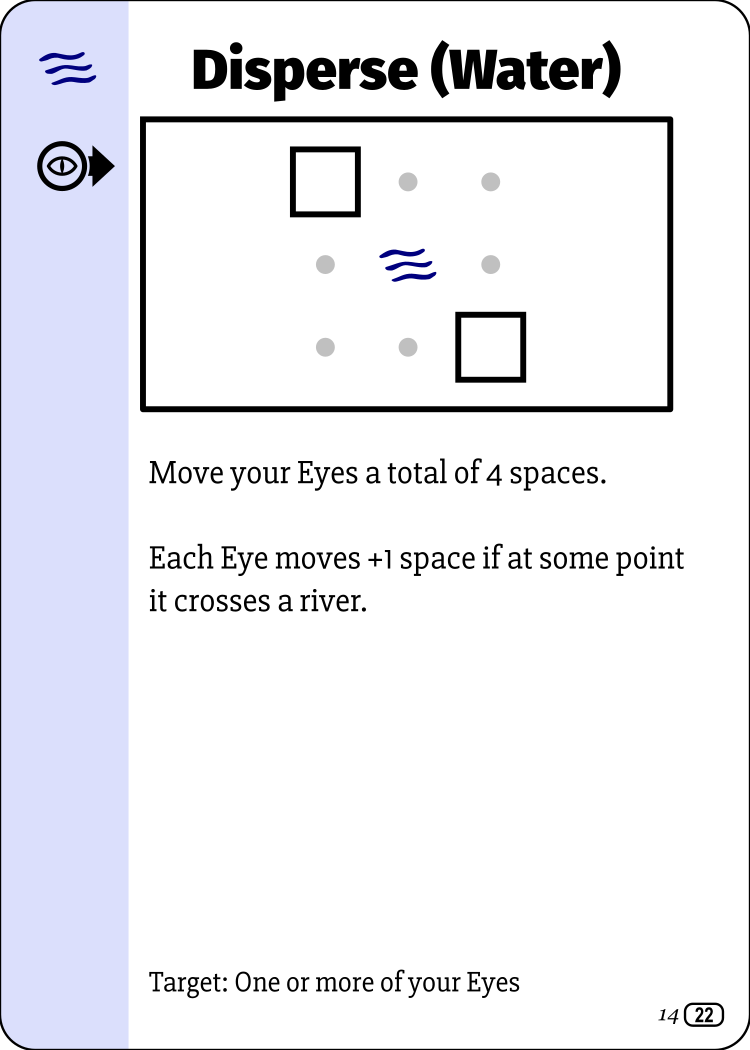 Disperse (Water)
Move your Eyes a total of 4 spaces.
Each Eye moves +1 space if at some point
it crosses a river.
Target: One or more of your Eyes
14 22